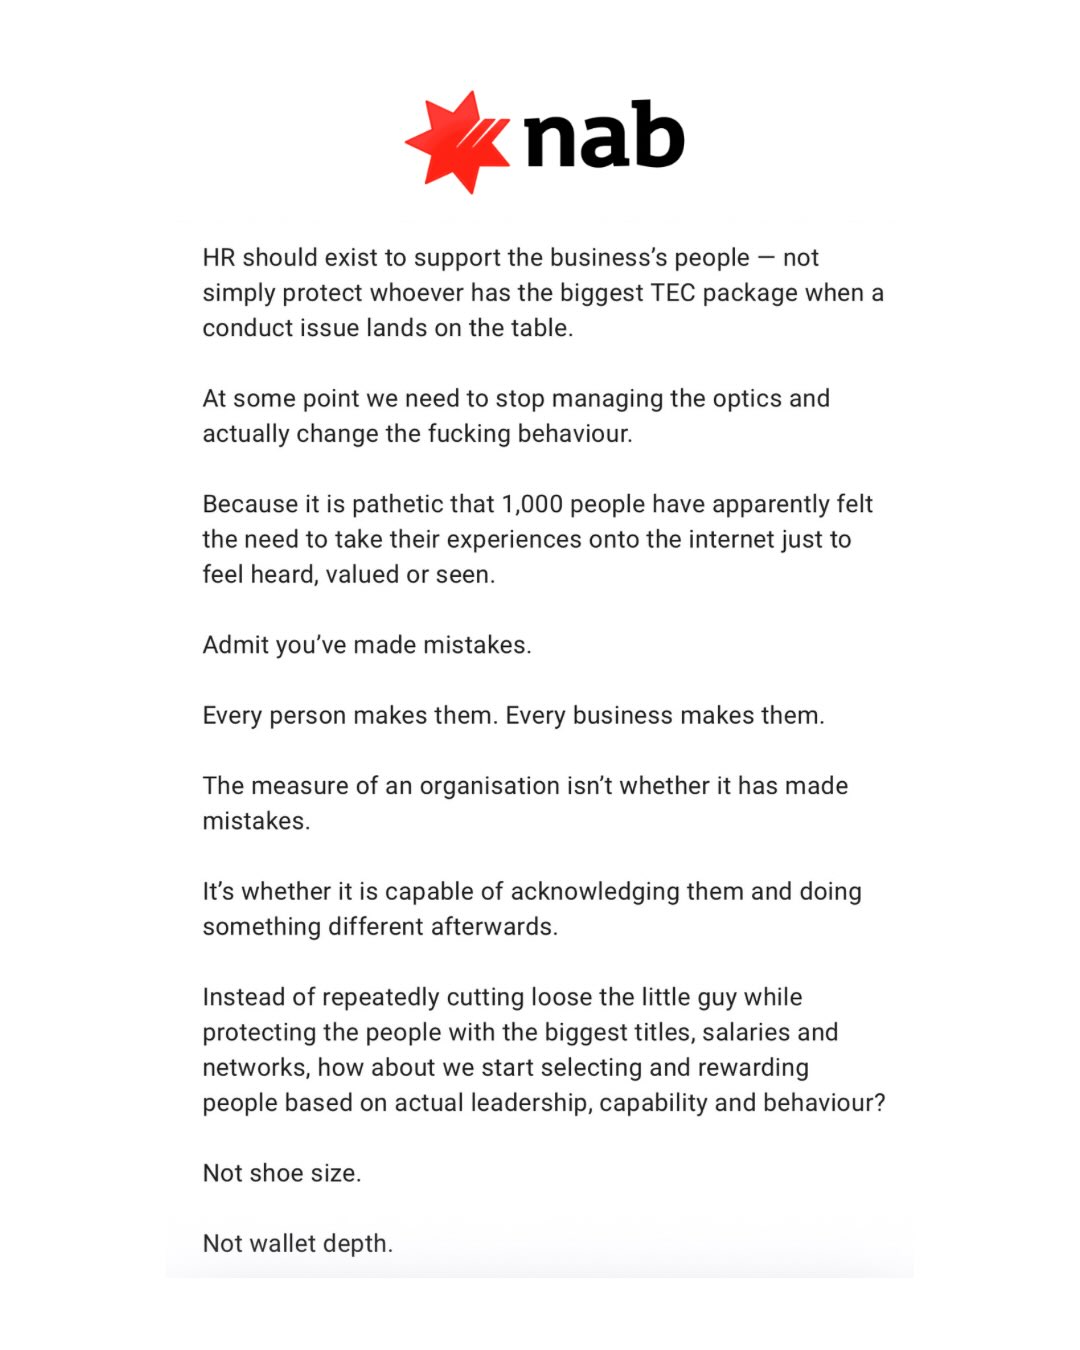 nab
HR should exist to support the business’s people — not
simply protect whoever has the biggest TEC package when a
conduct issue lands on the table.
At some point we need to stop managing the optics and
actually change the fucking behaviour.
Because it is pathetic that 1,000 people have apparently felt
the need to take their experiences onto the internet just to
feel heard, valued or seen.
Admit you’ve made mistakes.
Every person makes them. Every business makes them.
The measure of an organisation isn’t whether it has made
mistakes.
It’s whether it is capable of acknowledging them and doing
something different afterwards.
Instead of repeatedly cutting loose the little guy while
protecting the people with the biggest titles, salaries and
networks, how about we start selecting and rewarding
people based on actual leadership, capability and behaviour?
Not shoe size.
Not wallet depth.